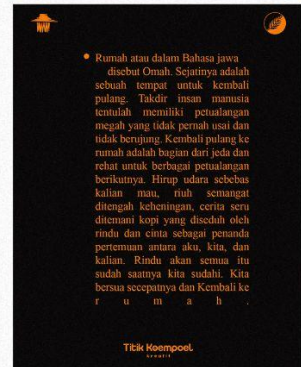 Rumah atau dalam Bahasa jawa
disebut Omah. Sejatinya adalah
sebuah tempat untuk kembali
pulang. Takdir insan manusia
tentulah memiliki petualangan
megah yang tidak pernah usai dan
tidak berujung. Kembali pulang ke
rumah adalah bagian dari jeda dan
rehat untuk berbagai petualangan
berikutnya. Hirup udara sebebas
kalian mau, riuh semangat
ditengah keheningan, cerita seru
ditemani kopi yang diseduh oleh
rindu dan cinta sebagai penanda
pertemuan antara aku, kita, dan
kalian. Rindu akan semua itu
sudah saatnya kita sudahi. Kita
bersua secepatnya dan Kembali ke
r u m a h .
Titik Koempoel
creatif